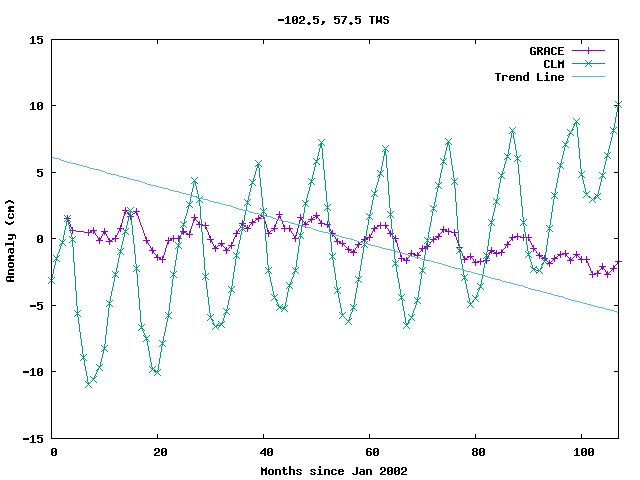 -102.5, 57.5 TWS
GRACE
CLM
Trend Line
15
10
5
0
-5
-10
-15
Anomaly (cm)
0 20 40 60 80 100
Months since Jan 2002